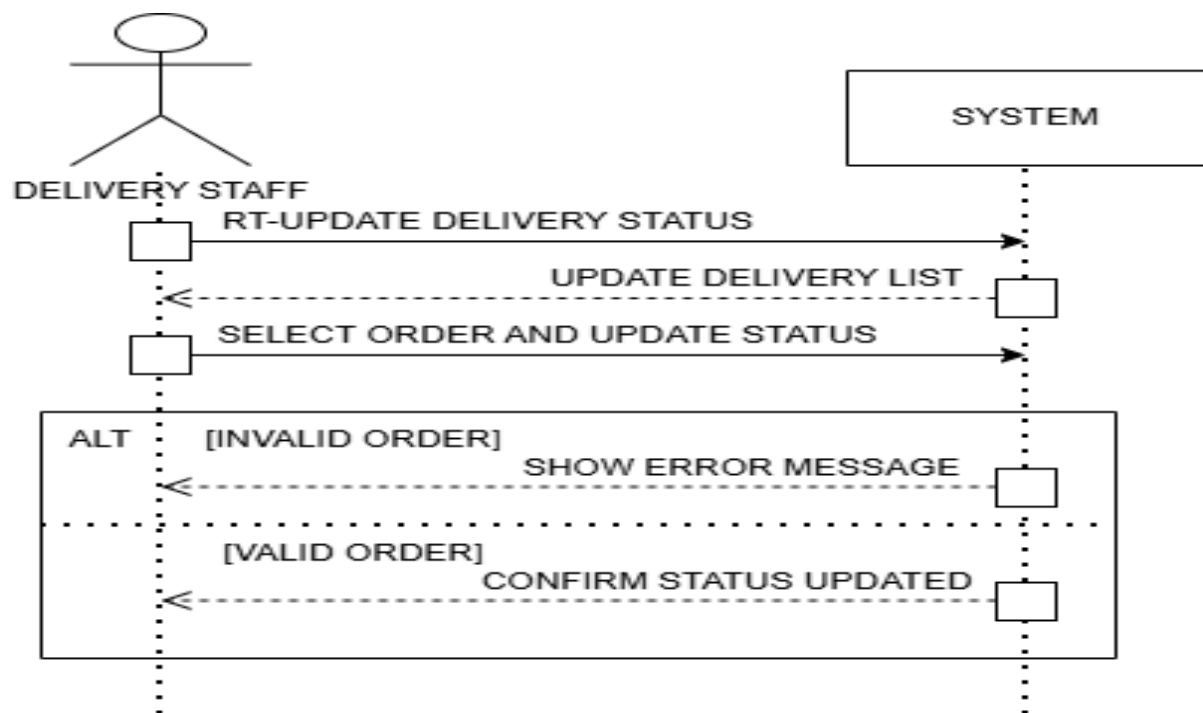 SYSTEM
DELIVERY STAFF
RT-UPDATE DELIVERY STATUS
UPDATE DELIVERY LIST
SELECT ORDER AND UPDATE STATUS
ALT [INVALID ORDER]
SHOW ERROR MESSAGE
[VALID ORDER]
CONFIRM STATUS UPDATED